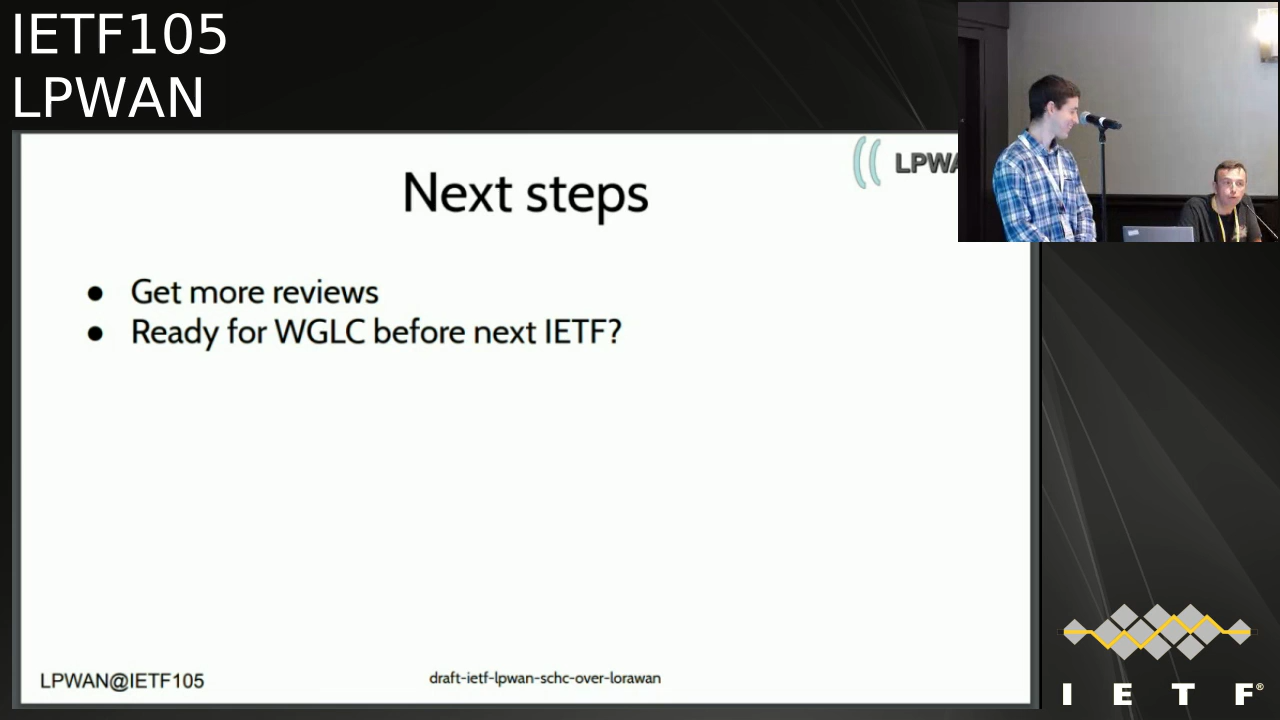 IETF105
LPWAN
LPWA
Next steps
● Get more reviews
● Ready for WGLC before next IETF?
LPWAN@IETF105
draft-ietf-lpwan-schc-over-lorawan
I E T F®